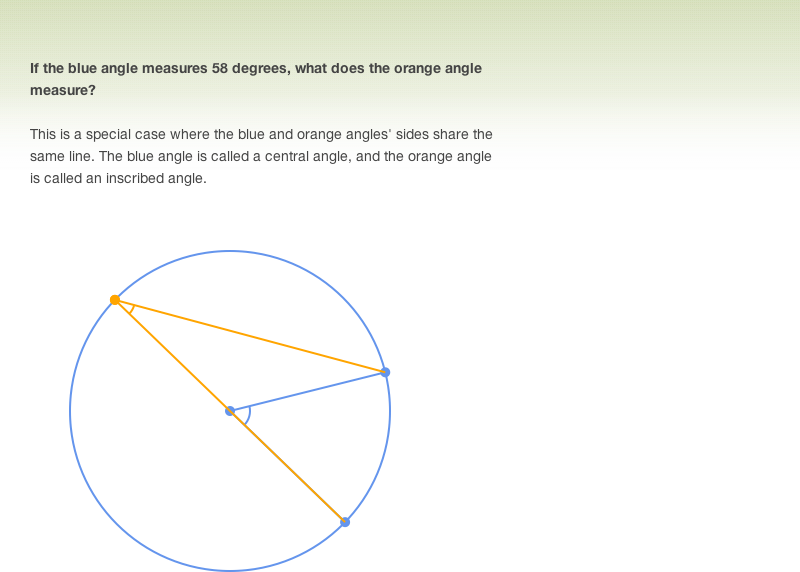 If the blue angle measures 58 degrees, what does the orange angle
measure?
This is a special case where the blue and orange angles' sides share the
same line. The blue angle is called a central angle, and the orange angle
is called an inscribed angle.